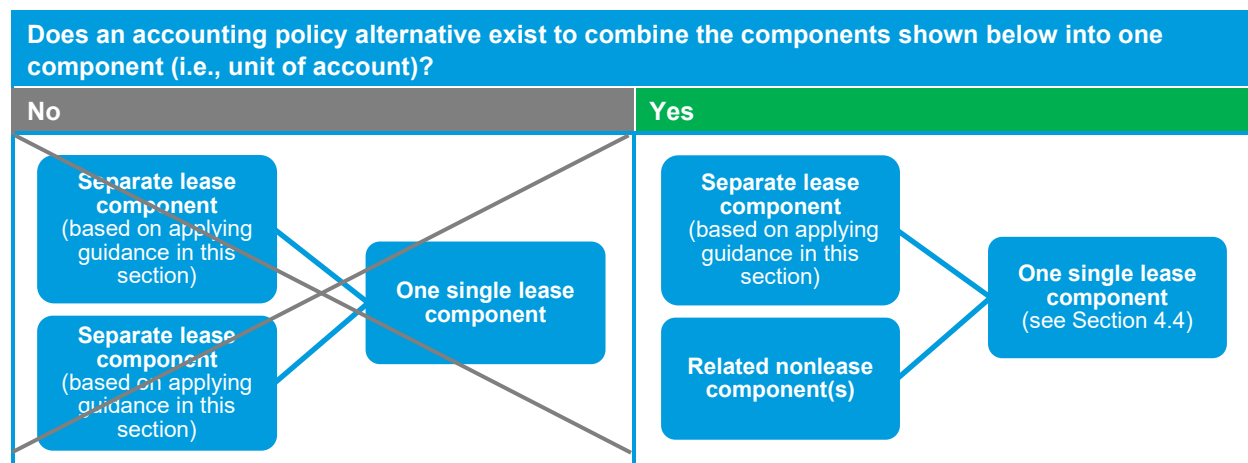 Does an accounting policy alternative exist to combine the components shown below into one
component (i.e., unit of account)?
No
Yes
Separate lease
component
(based on applying
guidance in this
section)
Separate lease
component
(based on applying
guidance in this
section)
One single lease
component
Separate lease
component
(based on applying
guidance in this
section)
Related nonlease
component(s)
One single lease
component
(see Section 4.4)